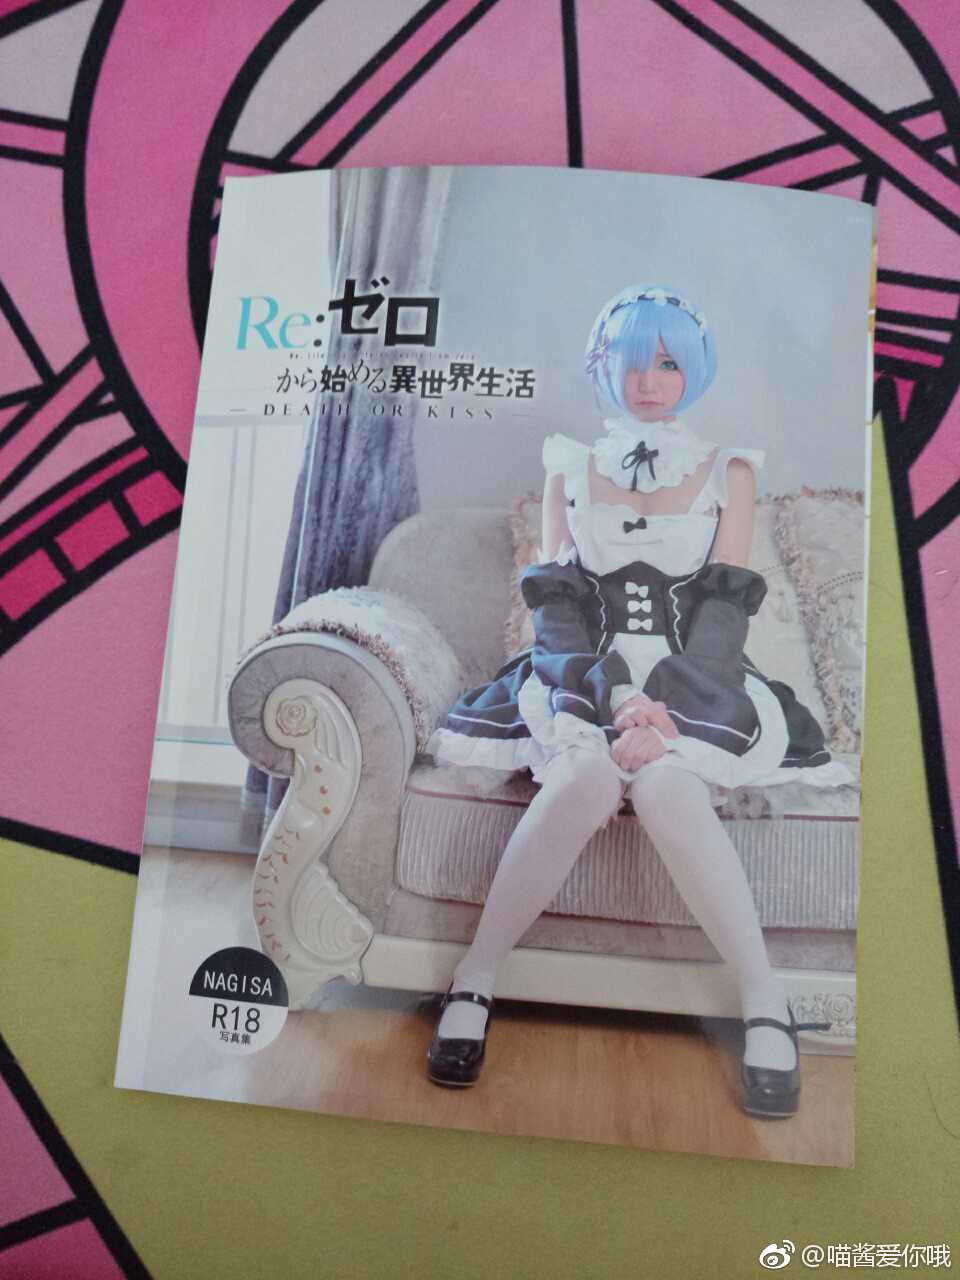 Re:ゼロ
から始める異世界生活
— DEATH OR KISS —
NAGISA
R18
写真集
@喵酱爱你哦